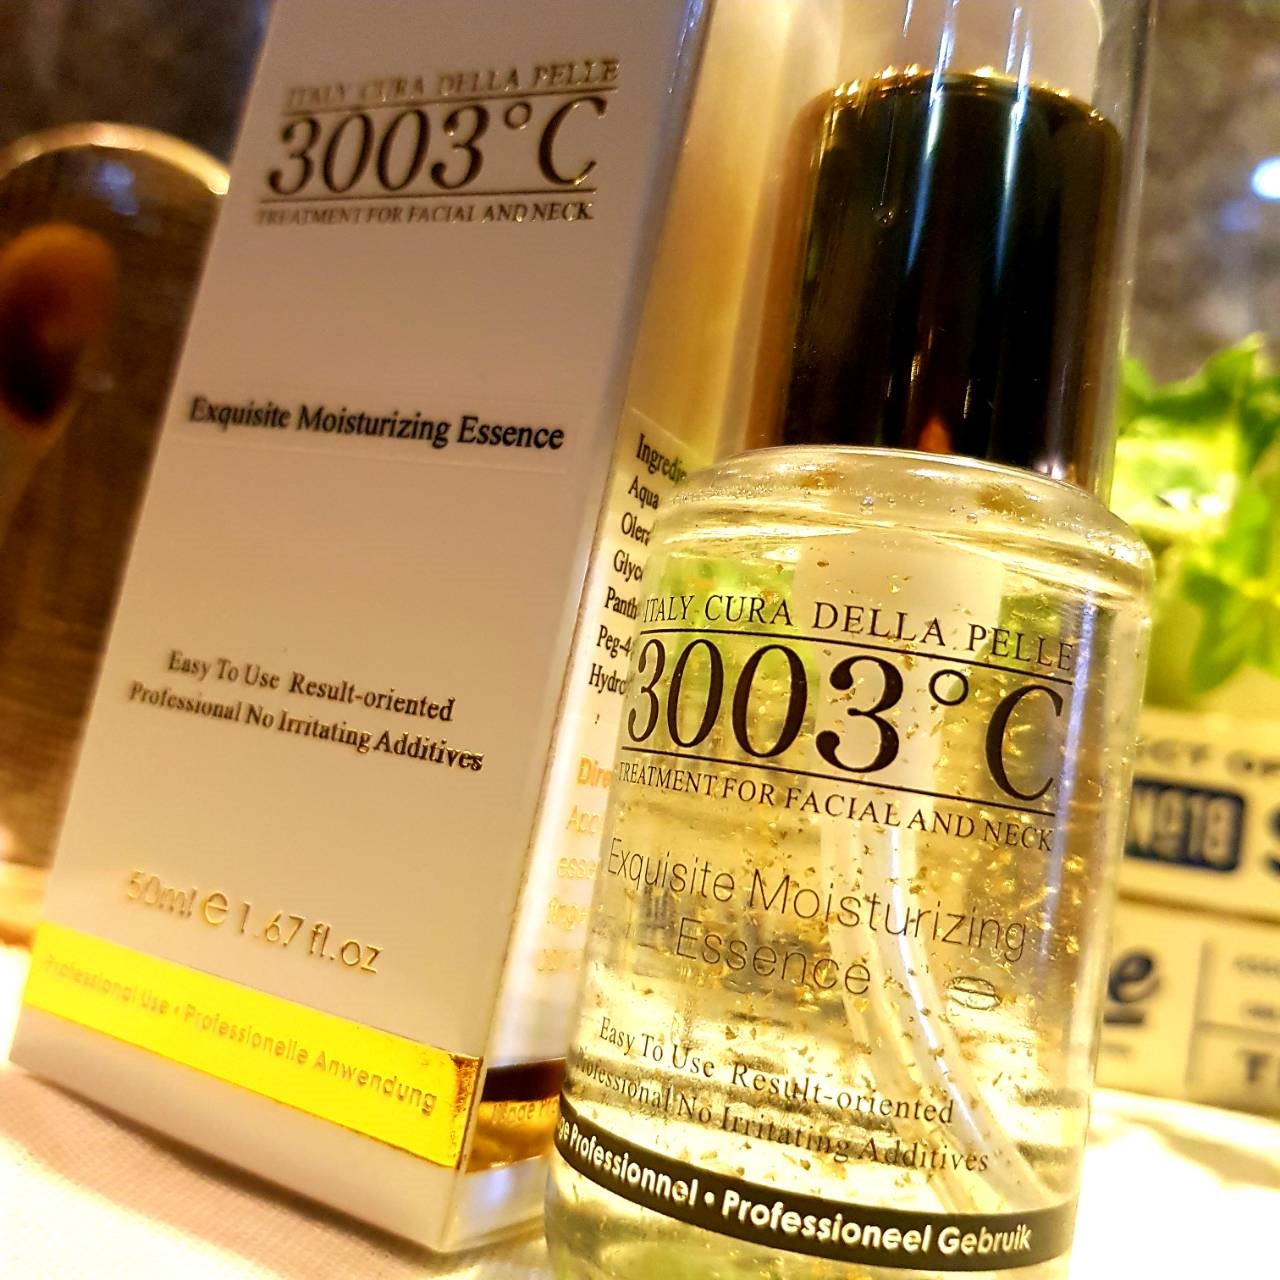 ITALY CURA DELLA PELLE
3003°C
TREATMENT FOR FACIAL AND NECK
Exquisite Moisturizing Essence
Easy To Use Result-oriented
Professional No Irritating Additives
50ml e 1.67 fl.oz
Professional Use • Professionelle Anwendung
Aqua
ITALY CURA DELLA PELLE
3003°C
TREATMENT FOR FACIAL AND NECK
Exquisite Moisturizing
Essence
Easy To Use Result-oriented
Professional No Irritating Additives
Professionnel • Professioneel Gebruik
No18